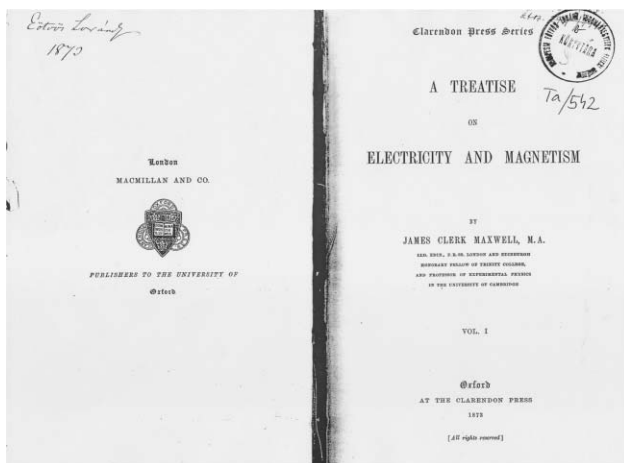 Eötvös Loránd
1873
London
MACMILLAN AND CO.
PUBLISHERS TO THE UNIVERSITY OF
Oxford
Clarendon Press Series
KÖNYVTÁRA
Ta/542
A TREATISE
ON
ELECTRICITY AND MAGNETISM
BY
JAMES CLERK MAXWELL, M.A.
LLD. EDIN., F.R.SS. LONDON AND EDINBURGH
HONORARY FELLOW OF TRINITY COLLEGE,
AND PROFESSOR OF EXPERIMENTAL PHYSICS
IN THE UNIVERSITY OF CAMBRIDGE
VOL. I
Oxford
AT THE CLARENDON PRESS
1873
[All rights reserved]